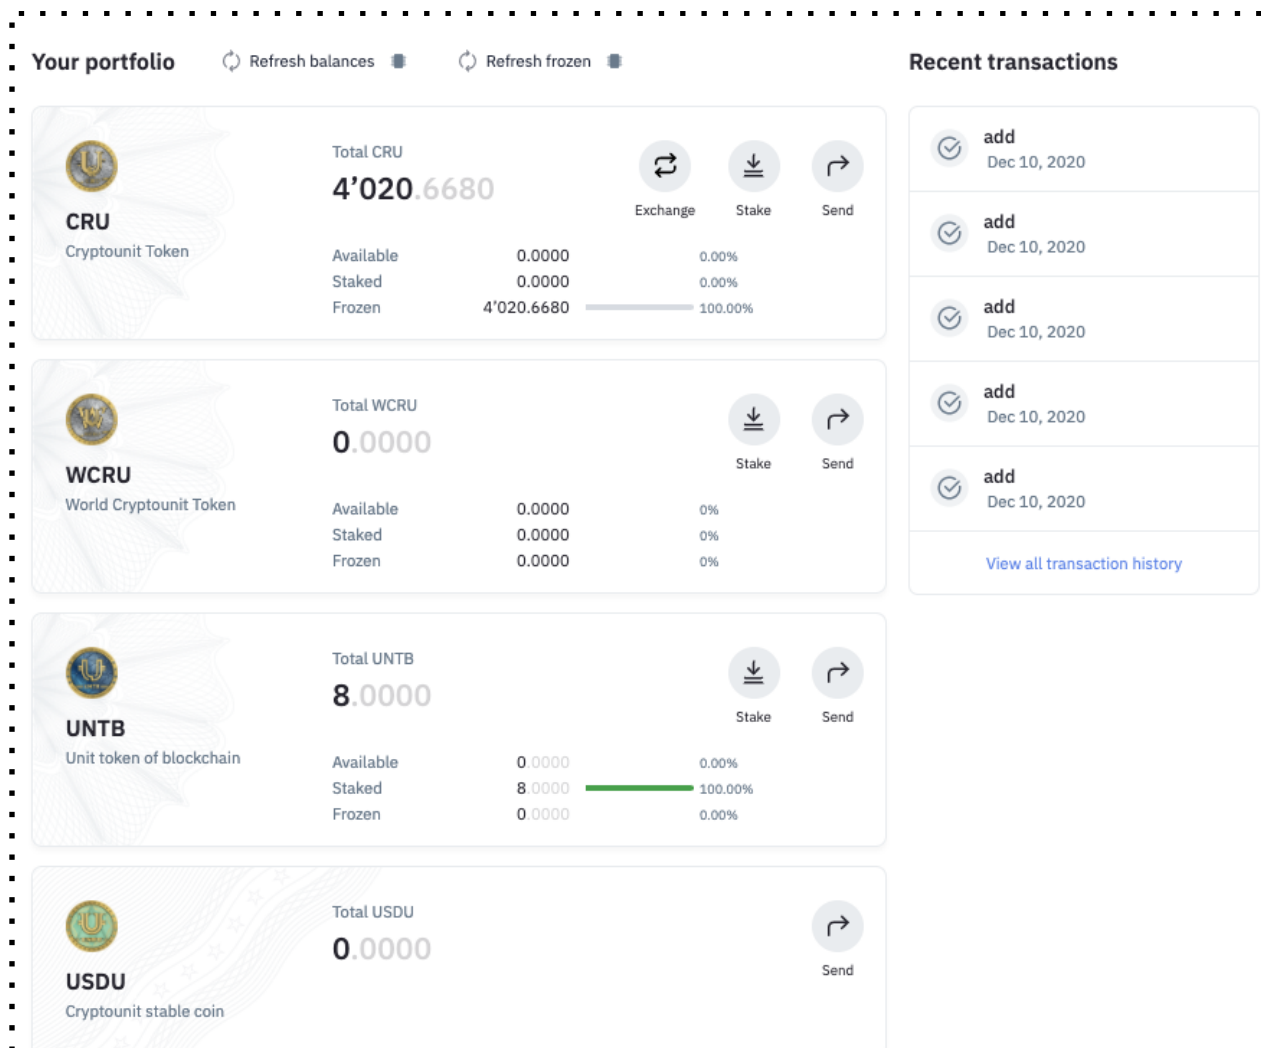 Your portfolio
Refresh balances
Refresh frozen
Recent transactions
CRU
Cryptounit Token
Total CRU
4’020.6680
Exchange
Stake
Send
Available 0.0000 0.00%
Staked 0.0000 0.00%
Frozen 4’020.6680 100.00%
WCRU
World Cryptounit Token
Total WCRU
0.0000
Stake
Send
Available 0.0000 0%
Staked 0.0000 0%
Frozen 0.0000 0%
UNTB
Unit token of blockchain
Total UNTB
8.0000
Stake
Send
Available 0.0000 0.00%
Staked 8.0000 100.00%
Frozen 0.0000 0.00%
USDU
Cryptounit stable coin
Total USDU
0.0000
Send
add
Dec 10, 2020
add
Dec 10, 2020
add
Dec 10, 2020
add
Dec 10, 2020
add
Dec 10, 2020
View all transaction history